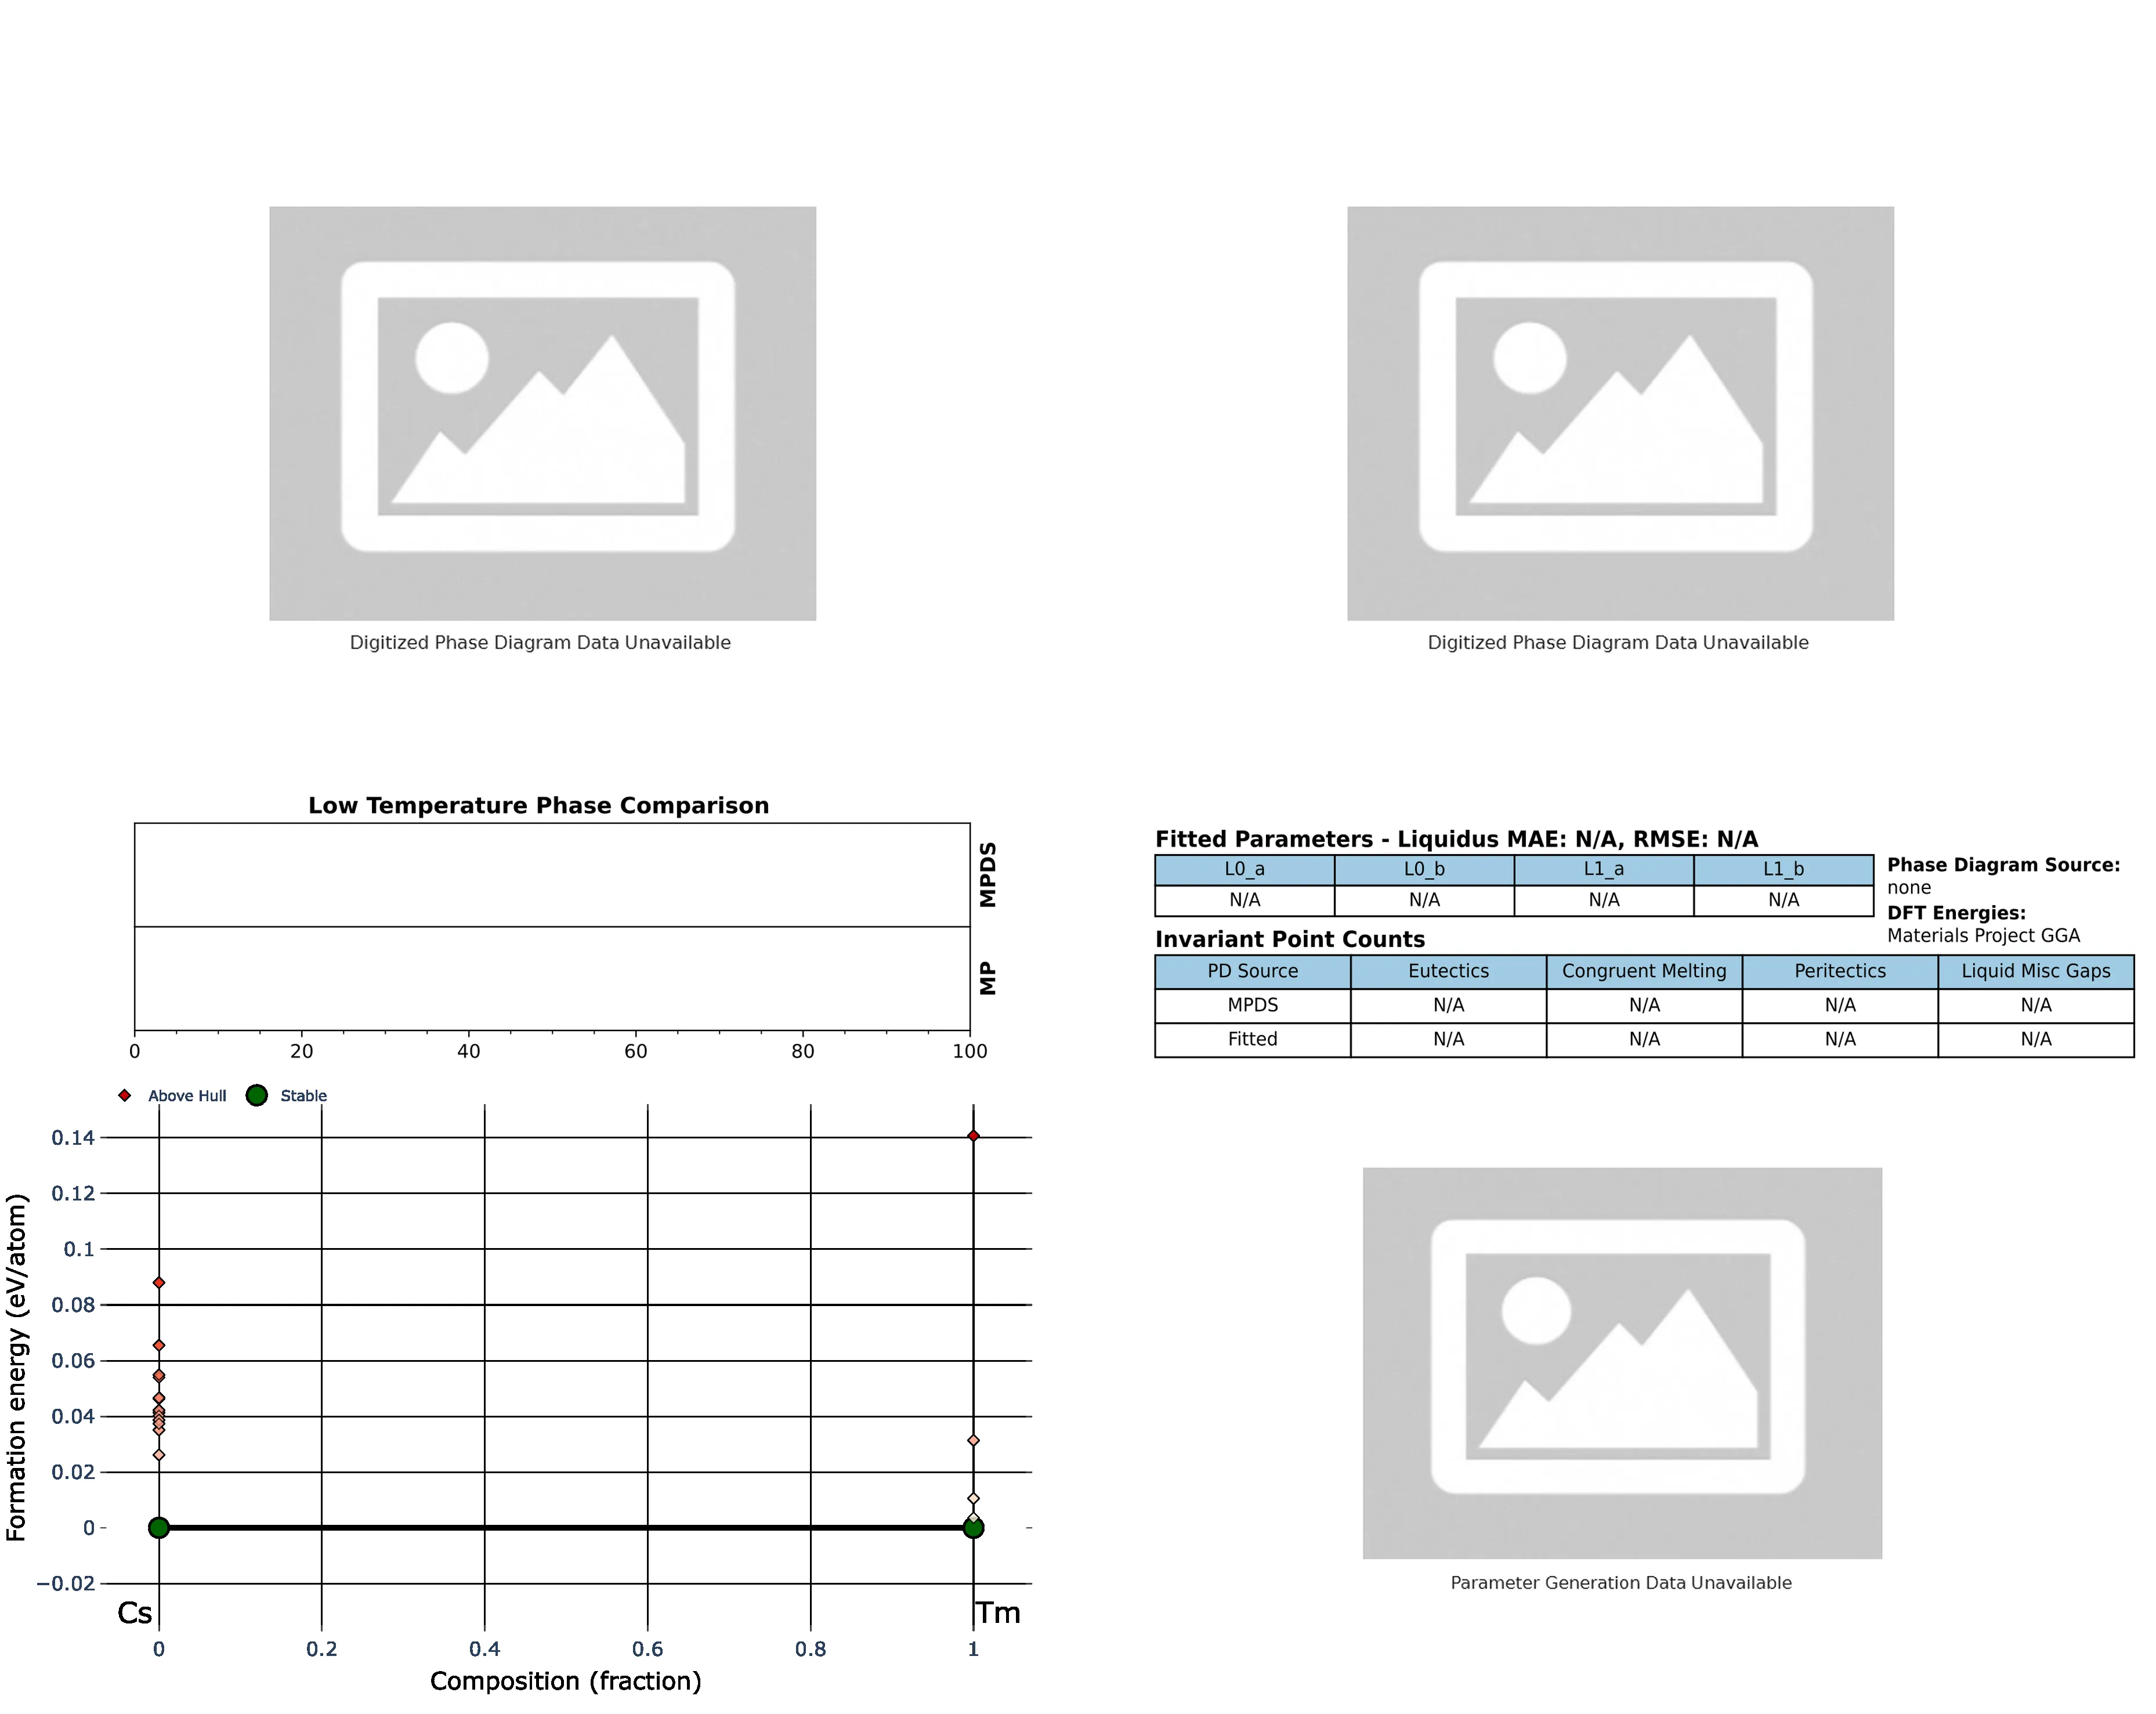 Digitized Phase Diagram Data Unavailable
Digitized Phase Diagram Data Unavailable
Low Temperature Phase Comparison
MPDS
MP
0 20 40 60 80 100
Fitted Parameters - Liquidus MAE: N/A, RMSE: N/A
L0_a L0_b L1_a L1_b
N/A N/A N/A N/A
Phase Diagram Source:
none
DFT Energies:
Materials Project GGA
Invariant Point Counts
PD Source Eutectics Congruent Melting Peritectics Liquid Misc Gaps
MPDS N/A N/A N/A N/A
Fitted N/A N/A N/A N/A
Above Hull Stable
Formation energy (eV/atom)
0.14
0.12
0.1
0.08
0.06
0.04
0.02
0
−0.02
Cs Tm
0 0.2 0.4 0.6 0.8 1
Composition (fraction)
Parameter Generation Data Unavailable